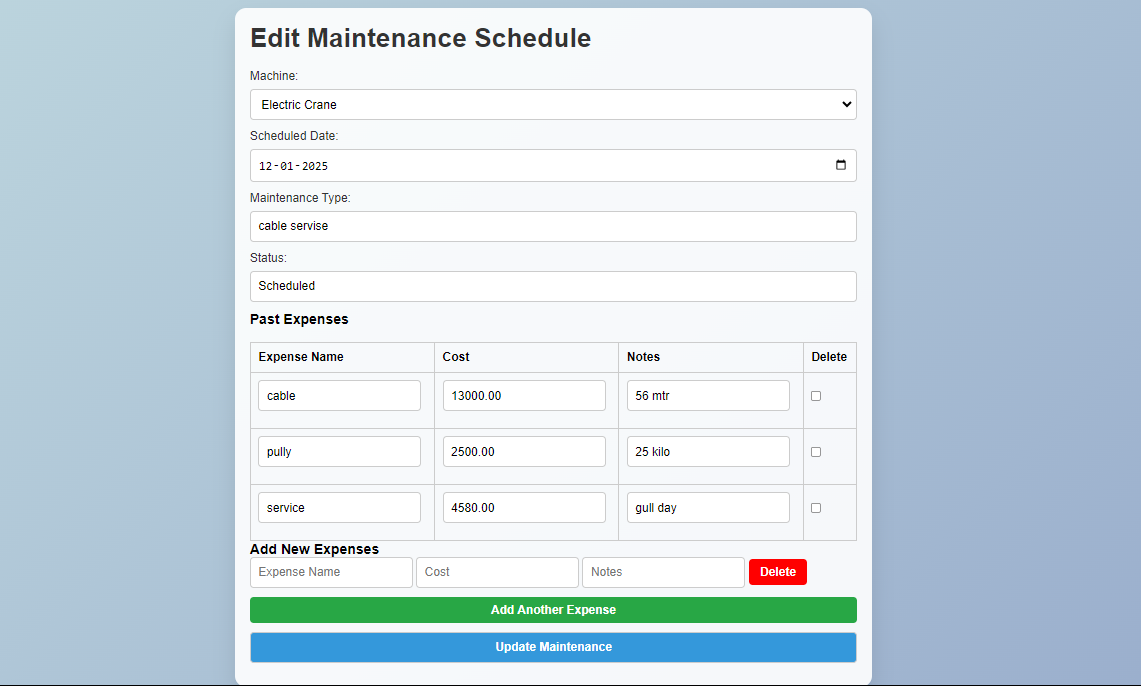 Edit Maintenance Schedule
Machine:
Electric Crane
Scheduled Date:
12-01-2025
Maintenance Type:
cable servise
Status:
Scheduled
Past Expenses
Expense Name Cost Notes Delete
cable 13000.00 56 mtr
pully 2500.00 25 kilo
service 4580.00 gull day
Add New Expenses
Expense Name Cost Notes Delete
Add Another Expense
Update Maintenance